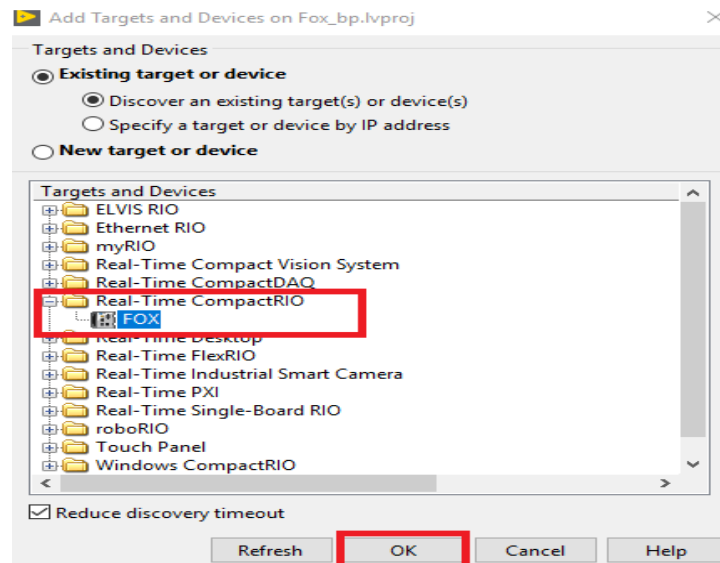 Add Targets and Devices on Fox_bp.lvproj
Targets and Devices
Existing target or device
Discover an existing target(s) or device(s)
Specify a target or device by IP address
New target or device
Targets and Devices
ELVIS RIO
Ethernet RIO
myRIO
Real-Time Compact Vision System
Real-Time CompactDAQ
Real-Time CompactRIO
FOX
Real-Time Desktop
Real-Time FlexRIO
Real-Time Industrial Smart Camera
Real-Time PXI
Real-Time Single-Board RIO
roboRIO
Touch Panel
Windows CompactRIO
Reduce discovery timeout
Refresh OK Cancel Help